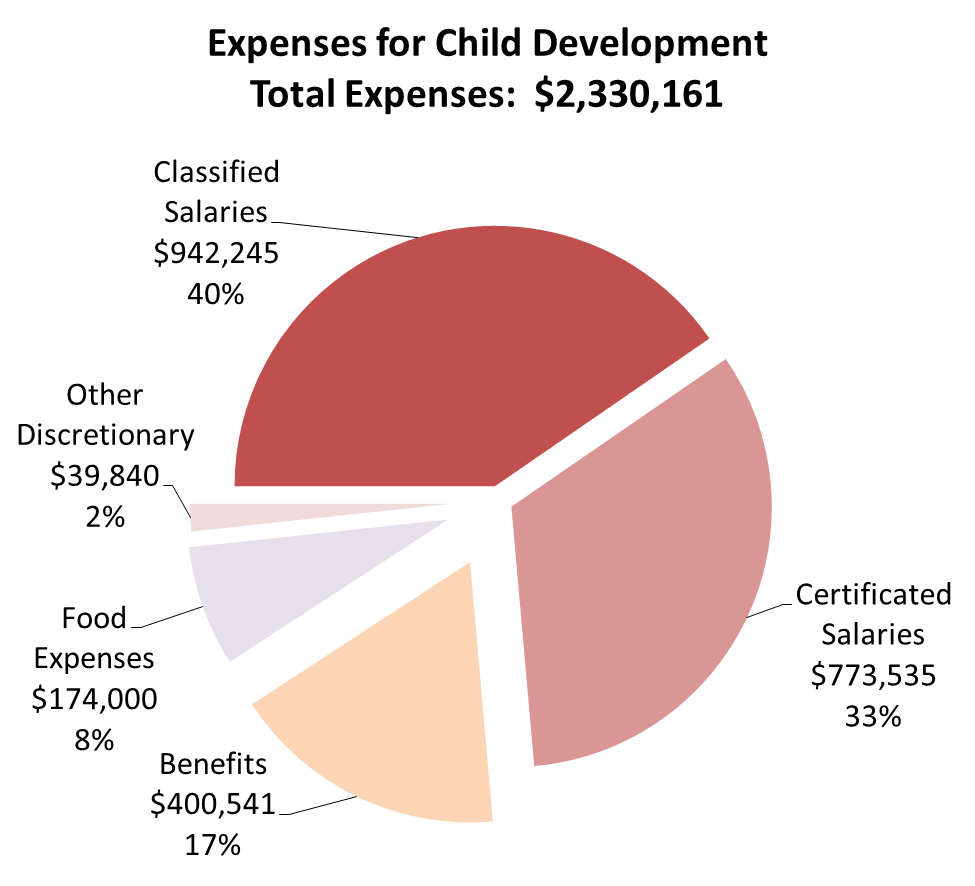 Expenses for Child Development
Total Expenses:  $2,330,161
Classified
Salaries
$942,245
40%
Other
Discretionary
$39,840
2%
Food
Expenses
$174,000
8%
Benefits
$400,541
17%
Certificated
Salaries
$773,535
33%